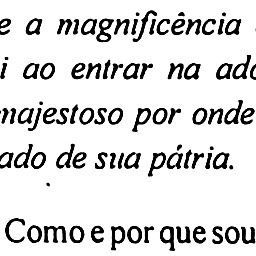 e a magnificência
i ao entrar na ado
majestoso por onde
ado de sua pátria.
Como e por que sou